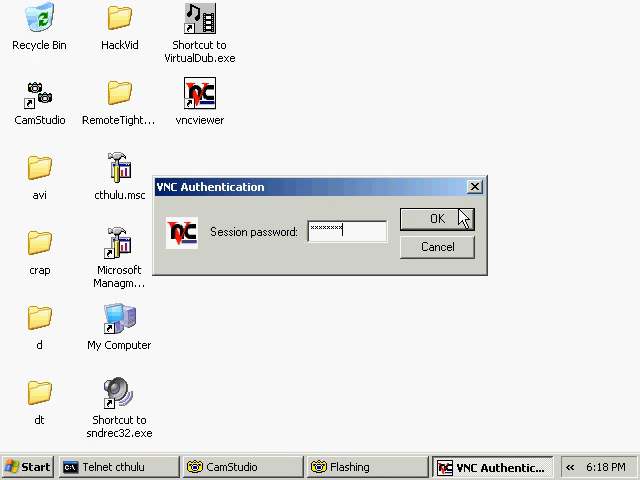 Recycle Bin
HackVid
Shortcut to
VirtualDub.exe
CamStudio
RemoteTight...
vncviewer
avi
cthulu.msc
crap
Microsoft
Managm...
d
My Computer
dt
Shortcut to
sndrec32.exe
VNC Authentication
Session password:
xxxxxxxx
OK
Cancel
Start
Telnet cthulu
CamStudio
Flashing
VNC Authentic...
6:18 PM